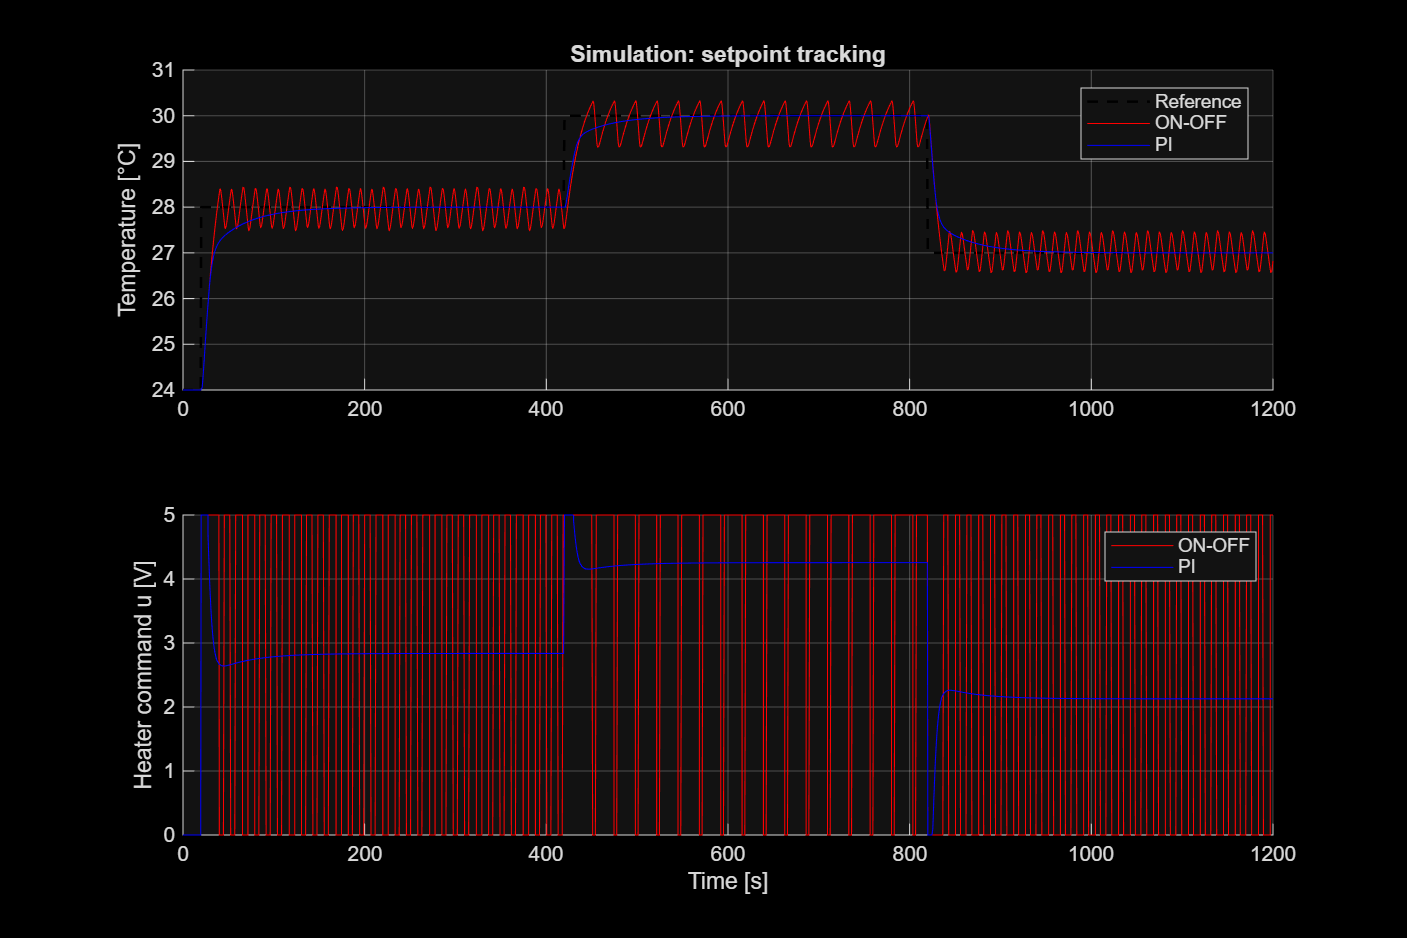 Simulation: setpoint tracking
31
30
29
28
27
26
25
24
Temperature [°C]
Reference
ON-OFF
PI
0 200 400 600 800 1000 1200
5
4
3
2
1
0
Heater command u [V]
ON-OFF
PI
0 200 400 600 800 1000 1200
Time [s]